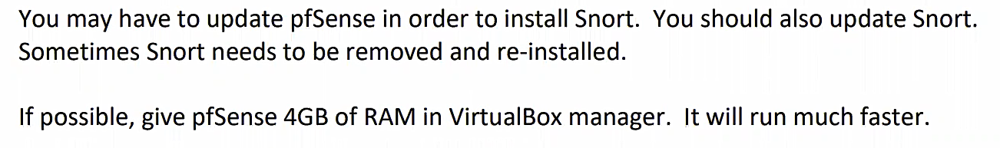 You may have to update pfSense in order to install Snort.  You should also update Snort.
Sometimes Snort needs to be removed and re-installed.
If possible, give pfSense 4GB of RAM in VirtualBox manager.  It will run much faster.